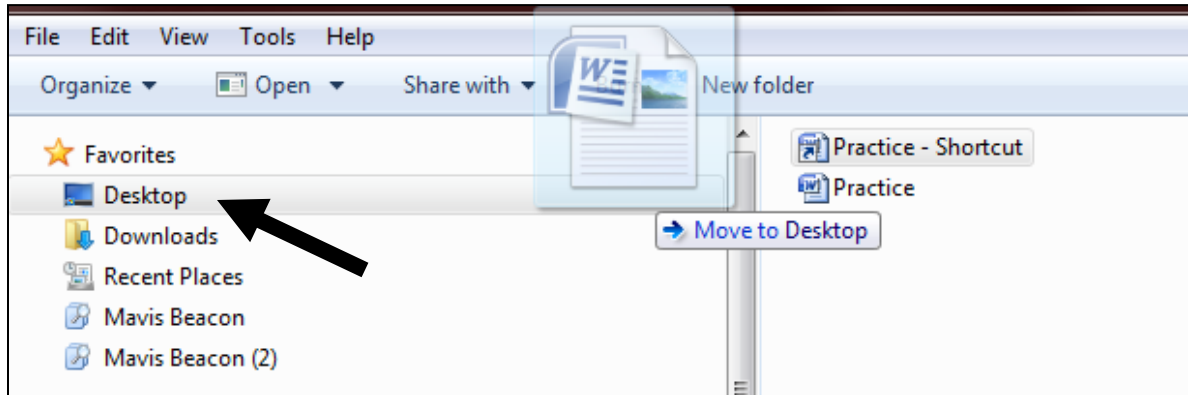 File Edit View Tools Help
Organize Open Share with New folder
Favorites
Desktop
Downloads
Recent Places
Mavis Beacon
Mavis Beacon (2)
Practice - Shortcut
Practice
Move to Desktop